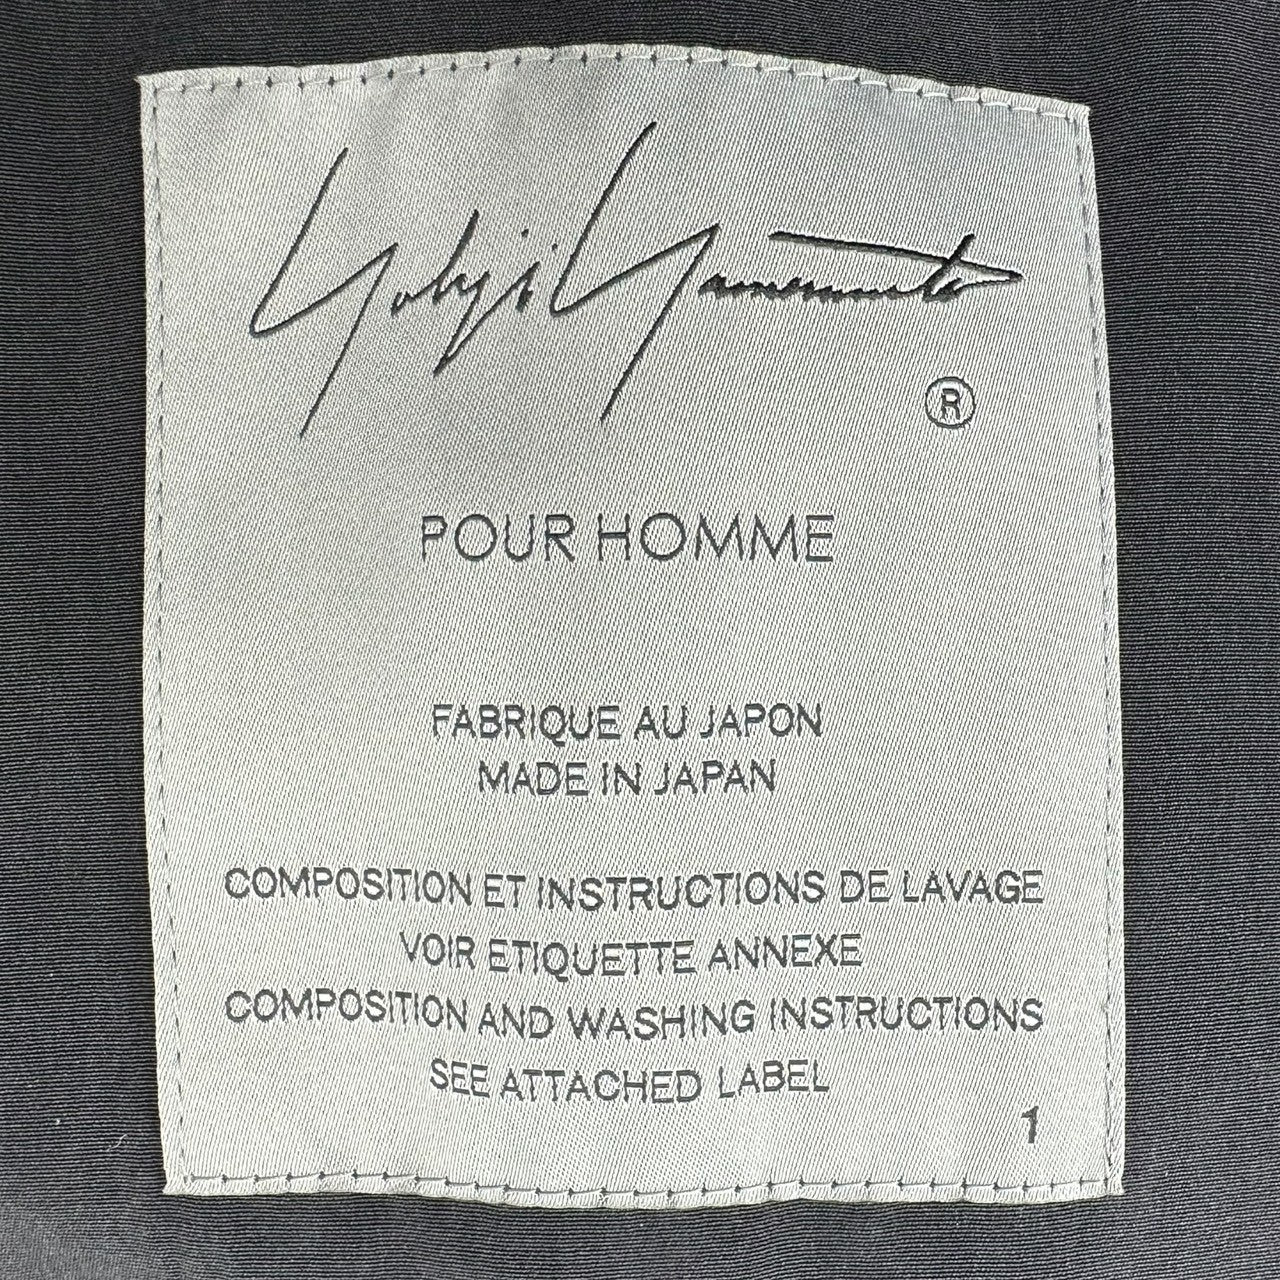 Yohji Yamamoto
®
POUR HOMME
FABRIQUE AU JAPON
MADE IN JAPAN
COMPOSITION ET INSTRUCTIONS DE LAVAGE
VOIR ETIQUETTE ANNEXE
COMPOSITION AND WASHING INSTRUCTIONS
SEE ATTACHED LABEL
1